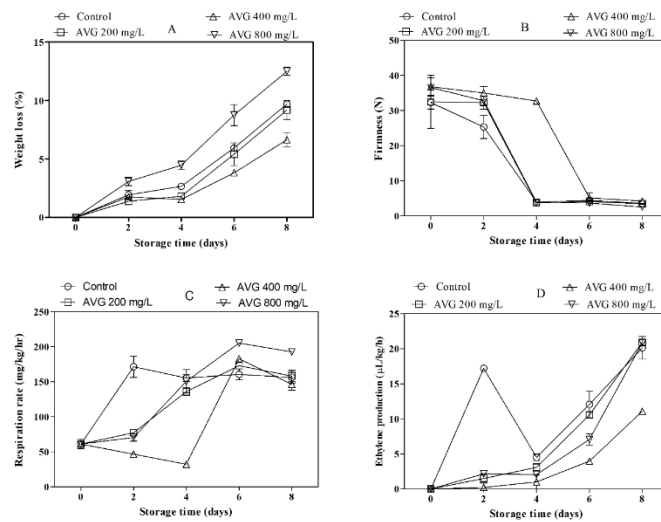 Control
AVG 400 mg/L
AVG 200 mg/L
AVG 800 mg/L
A
15
10
5
0
Weight loss (%)
0 2 4 6 8
Storage time (days)
Control
AVG 400 mg/L
AVG 200 mg/L
AVG 800 mg/L
B
50
40
30
20
10
0
Firmness (N)
0 2 4 6 8
Storage time (days)
Control
AVG 400 mg/L
AVG 200 mg/L
AVG 800 mg/L
C
250
200
150
100
50
0
Respiration rate (mg/kg/hr)
0 2 4 6 8
Storage time (days)
Control
AVG 400 mg/L
AVG 200 mg/L
AVG 800 mg/L
D
25
20
15
10
5
0
Ethylene production (μL/kg/h)
0 2 4 6 8
Storage time (days)